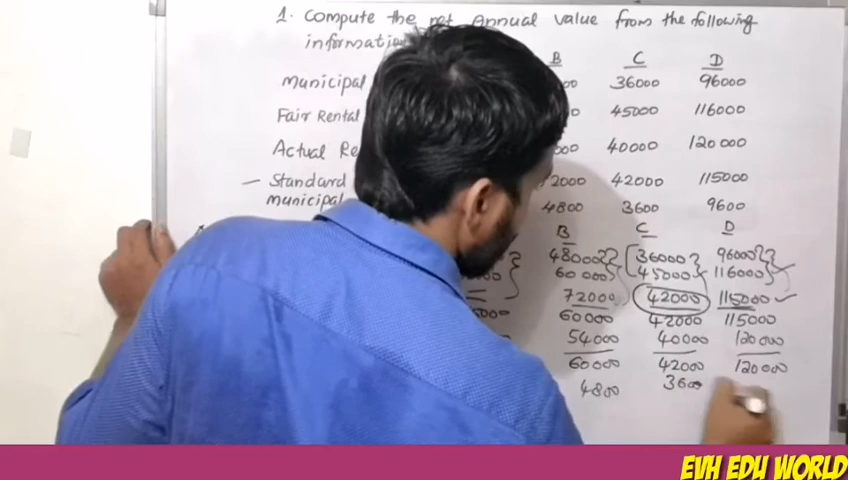 1. Compute the net Annual value from the following
information
B C D
Municipal 36000 96000
Fair Rental 45000 116000
Actual Re 40000 120000
— Standard 72000 42000 115000
municipal 4800 3600 9600
B C D
48000 36000 96000
60000 45000 116000
72000 42000 115000
60000 42000 115000
54000 40000 120000
60000 42000 120000
4800 3600
EVH EDU WORLD